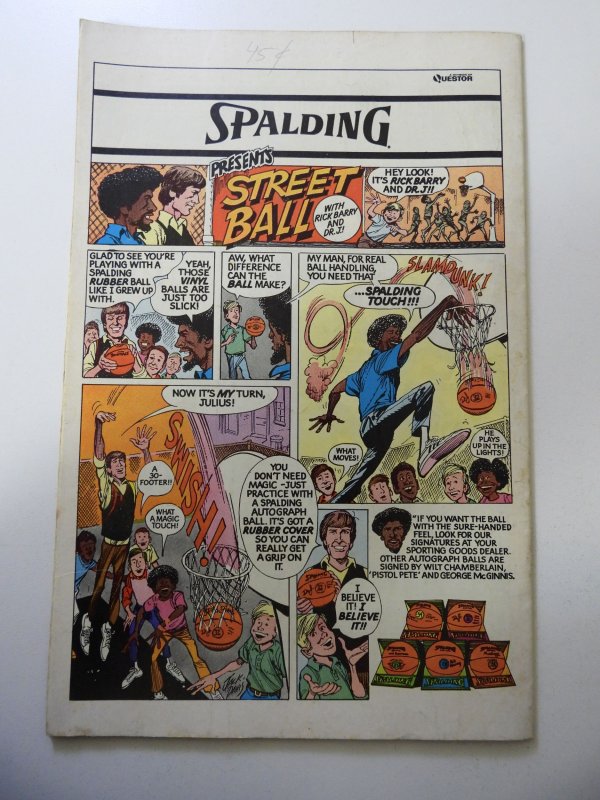 45¢
QUESTOR
SPALDING
PRESENTS
STREET
BALL
WITH
RICK BARRY
AND
DR. J!
HEY LOOK!
IT'S RICK BARRY
AND DR. J!!
GLAD TO SEE YOU'RE
PLAYING WITH A
SPALDING
RUBBER BALL
LIKE I GREW UP
WITH.
YEAH,
THOSE
VINYL
BALLS ARE
JUST TOO
SLICK!
AW, WHAT
DIFFERENCE
CAN THE
BALL MAKE?
MY MAN, FOR REAL
BALL HANDLING,
YOU NEED THAT
...SPALDING
TOUCH!!!
SLAMDUNK!
WHAT
MOVES!
HE
PLAYS
UP IN THE
LIGHTS!
NOW IT'S MY TURN,
JULIUS!
A
30-
FOOTER!!
WHAT
A MAGIC
TOUCH!
SWISH!
YOU
DON'T NEED
MAGIC - JUST
PRACTICE WITH
A SPALDING
AUTOGRAPH
BALL. IT'S GOT A
RUBBER COVER
SO YOU CAN
REALLY GET
A GRIP ON
IT.
"IF YOU WANT THE BALL
WITH THE SURE-HANDED
FEEL, LOOK FOR OUR
SIGNATURES AT YOUR
SPORTING GOODS DEALER.
OTHER AUTOGRAPH BALLS ARE
SIGNED BY WILT CHAMBERLAIN,
'PISTOL PETE' AND GEORGE McGINNIS.
I
BELIEVE
IT! I
BELIEVE
IT!!